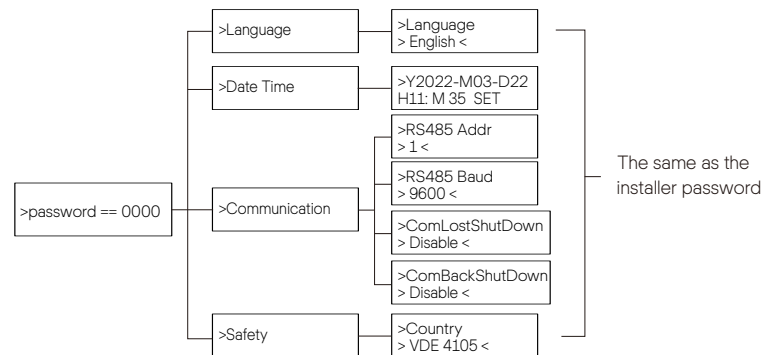 >password == 0000
>Language
>Language
> English <
>Date Time
>Y2022-M03-D22
H11: M 35  SET
>Communication
>RS485 Addr
> 1 <
>RS485 Baud
> 9600 <
>ComLostShutDown
> Disable <
>ComBackShutDown
> Disable <
>Safety
>Country
> VDE 4105 <
The same as the
installer password